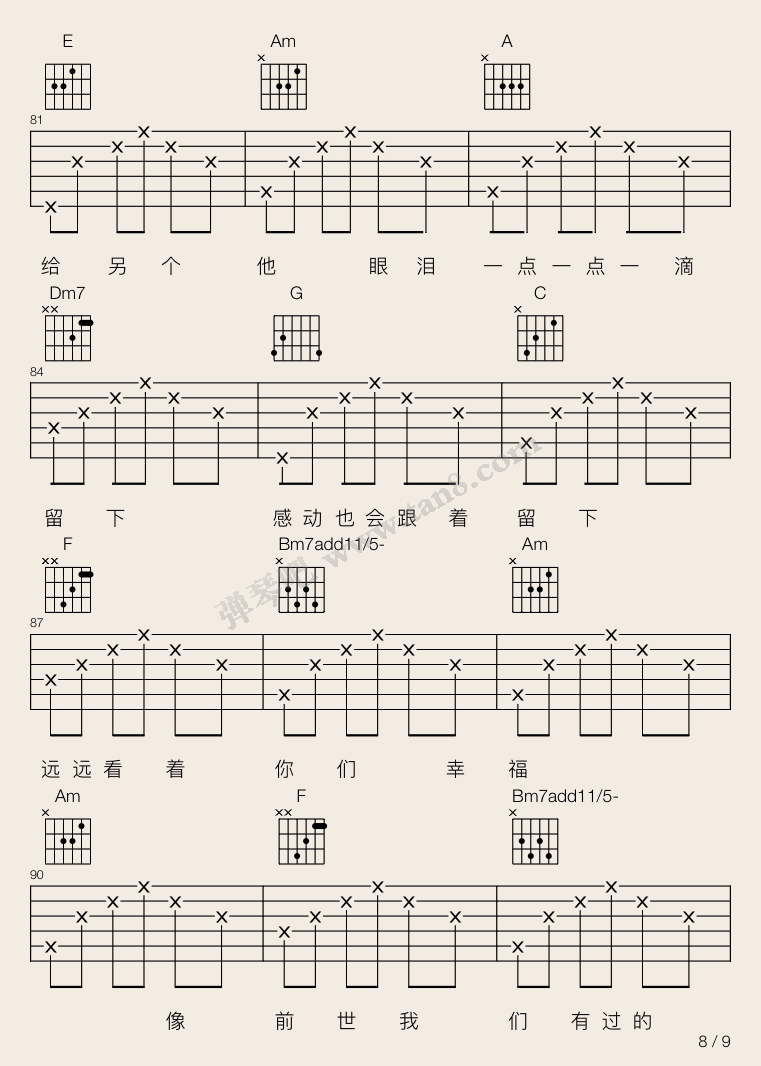 E Am A
81
给 另 个 他 眼 泪 一 点 一 点 一 滴
Dm7 G C
84
留 下 感 动 也 会 跟 着 留 下
F Bm7add11/5- Am
87
远 远 看 着 你 们 幸 福
Am F Bm7add11/5-
90
像 前 世 我 们 有 过 的
弹琴吧 www.tan8.com
8 / 9